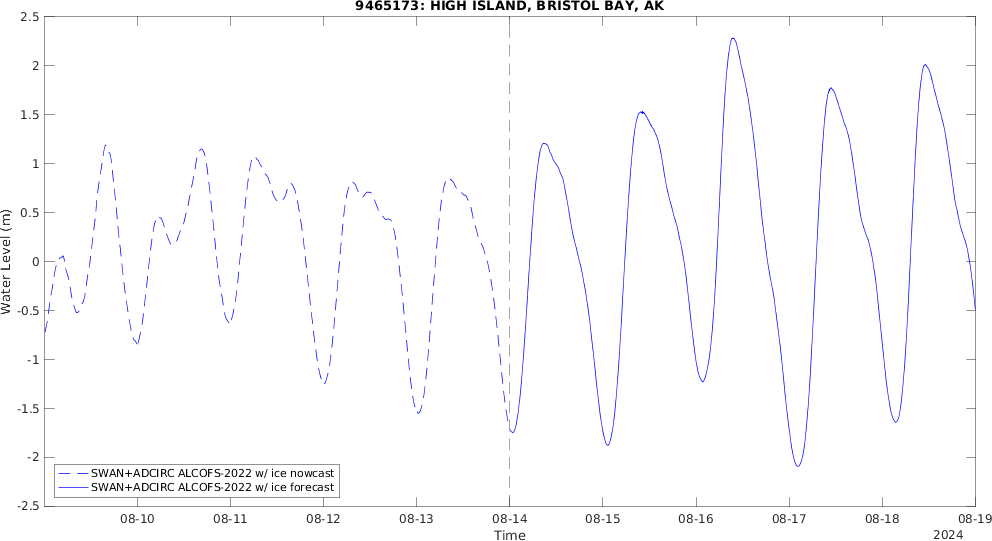 9465173: HIGH ISLAND, BRISTOL BAY, AK
2.5
2
1.5
1
0.5
0
-0.5
-1
-1.5
-2
-2.5
Water Level (m)
SWAN+ADCIRC ALCOFS-2022 w/ ice nowcast
SWAN+ADCIRC ALCOFS-2022 w/ ice forecast
08-10 08-11 08-12 08-13 08-14 08-15 08-16 08-17 08-18 08-19
Time
2024